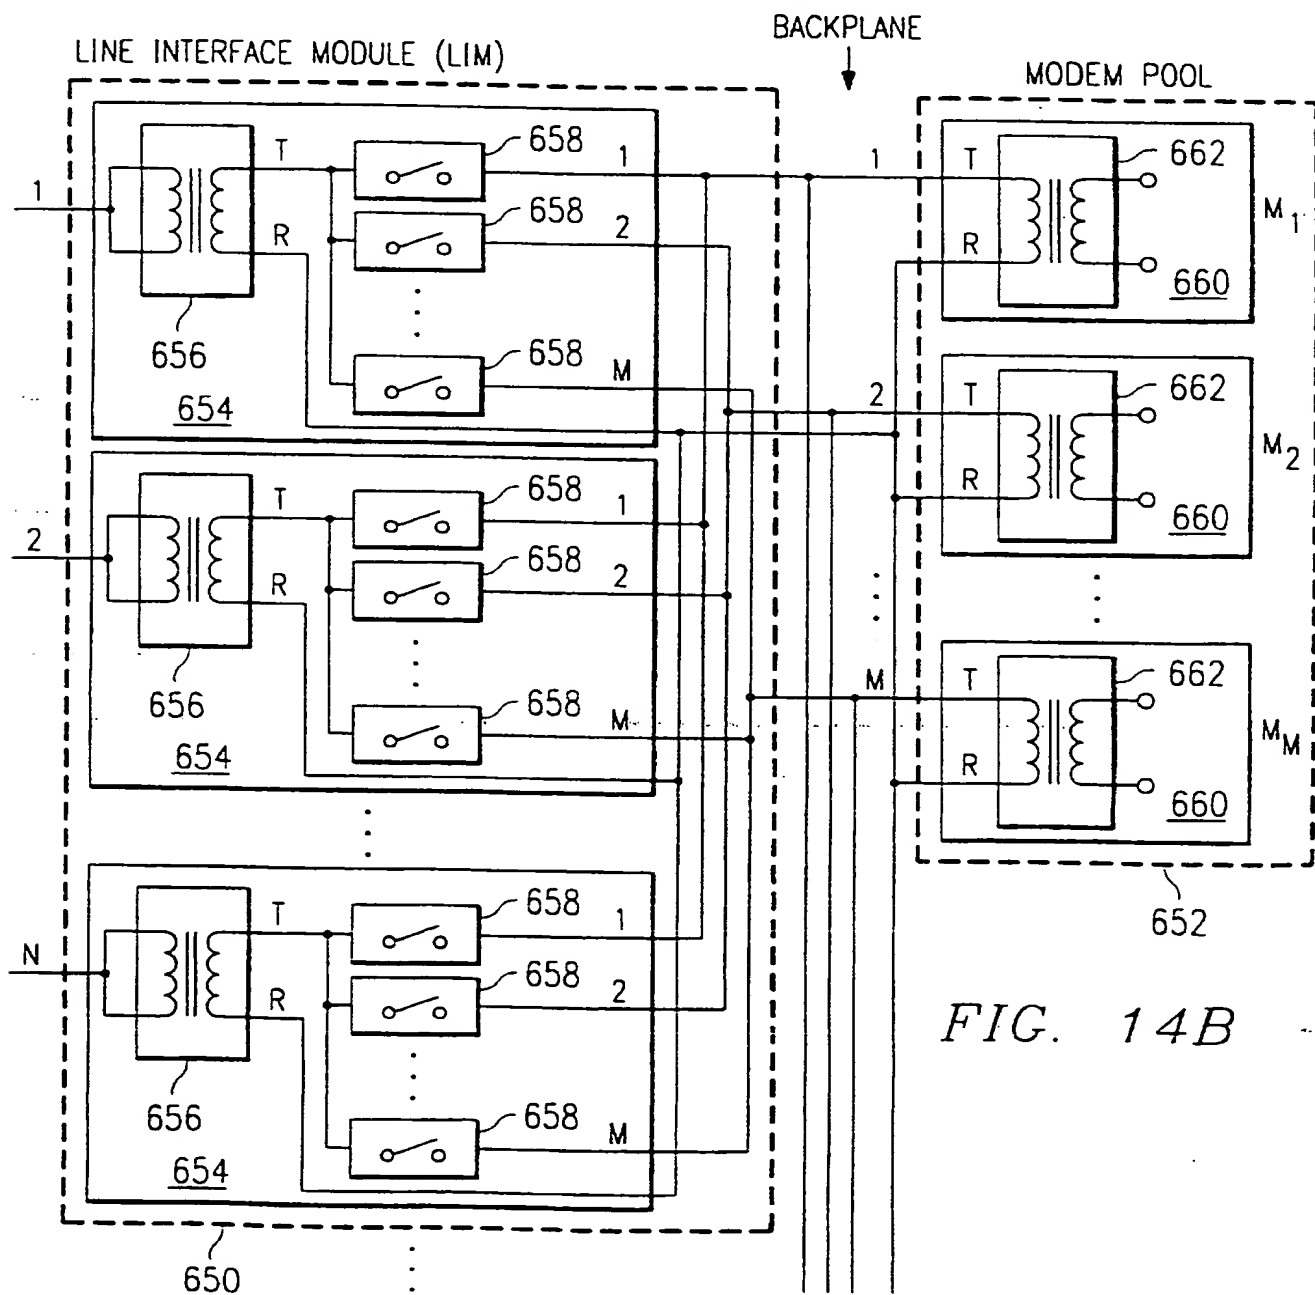 BACKPLANE
LINE INTERFACE MODULE (LIM)
MODEM POOL
1
T
R
656
654
658
1
658
2
658
M
2
T
R
656
654
658
1
658
2
658
M
N
T
R
656
654
658
1
658
2
658
M
650
1
2
M
T
R
662
660
M1
T
R
662
660
M2
T
R
662
660
MM
652
FIG. 14B